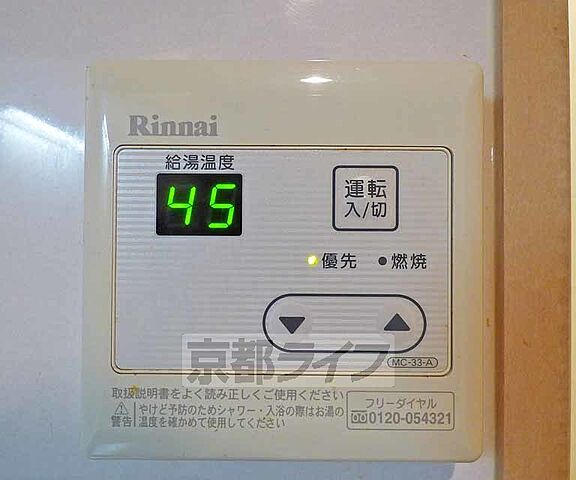 Rinnai
給湯温度
45
運転
入/切
優先 燃焼
MC-33-A
京都ライフ
取扱説明書をよく読み正しくご使用ください
警告 やけど予防のためシャワー・入浴の際はお湯の
温度を確かめて使用してください
フリーダイヤル
0120-054321